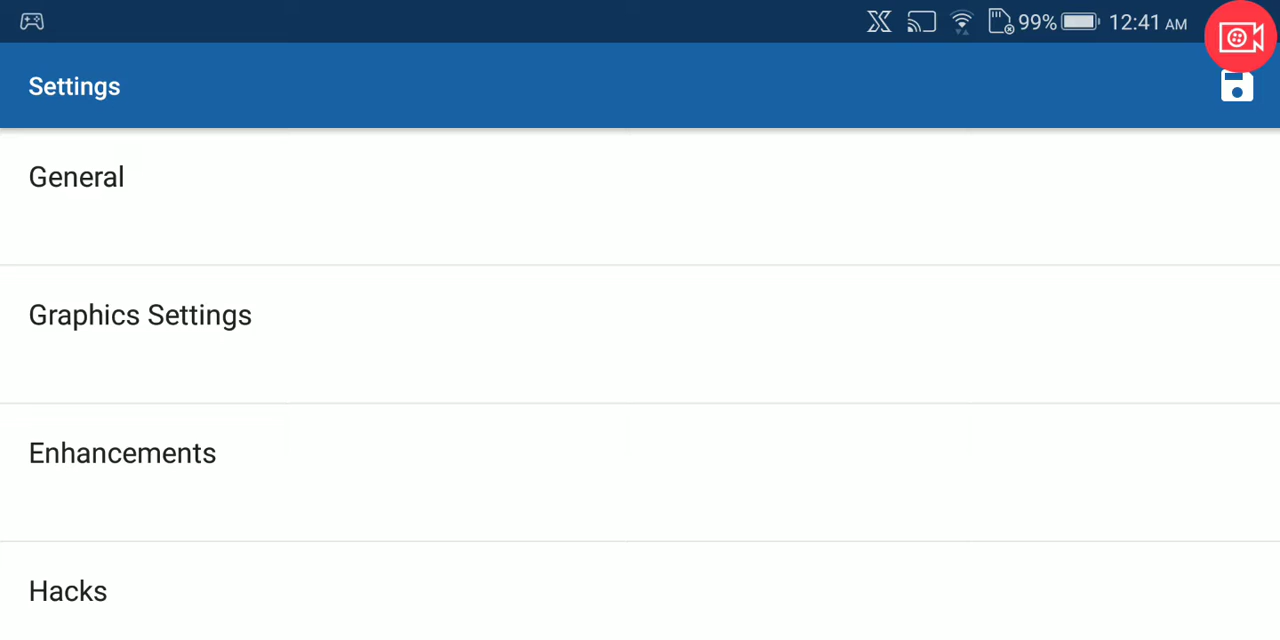 99% 12:41 AM
Settings
General
Graphics Settings
Enhancements
Hacks